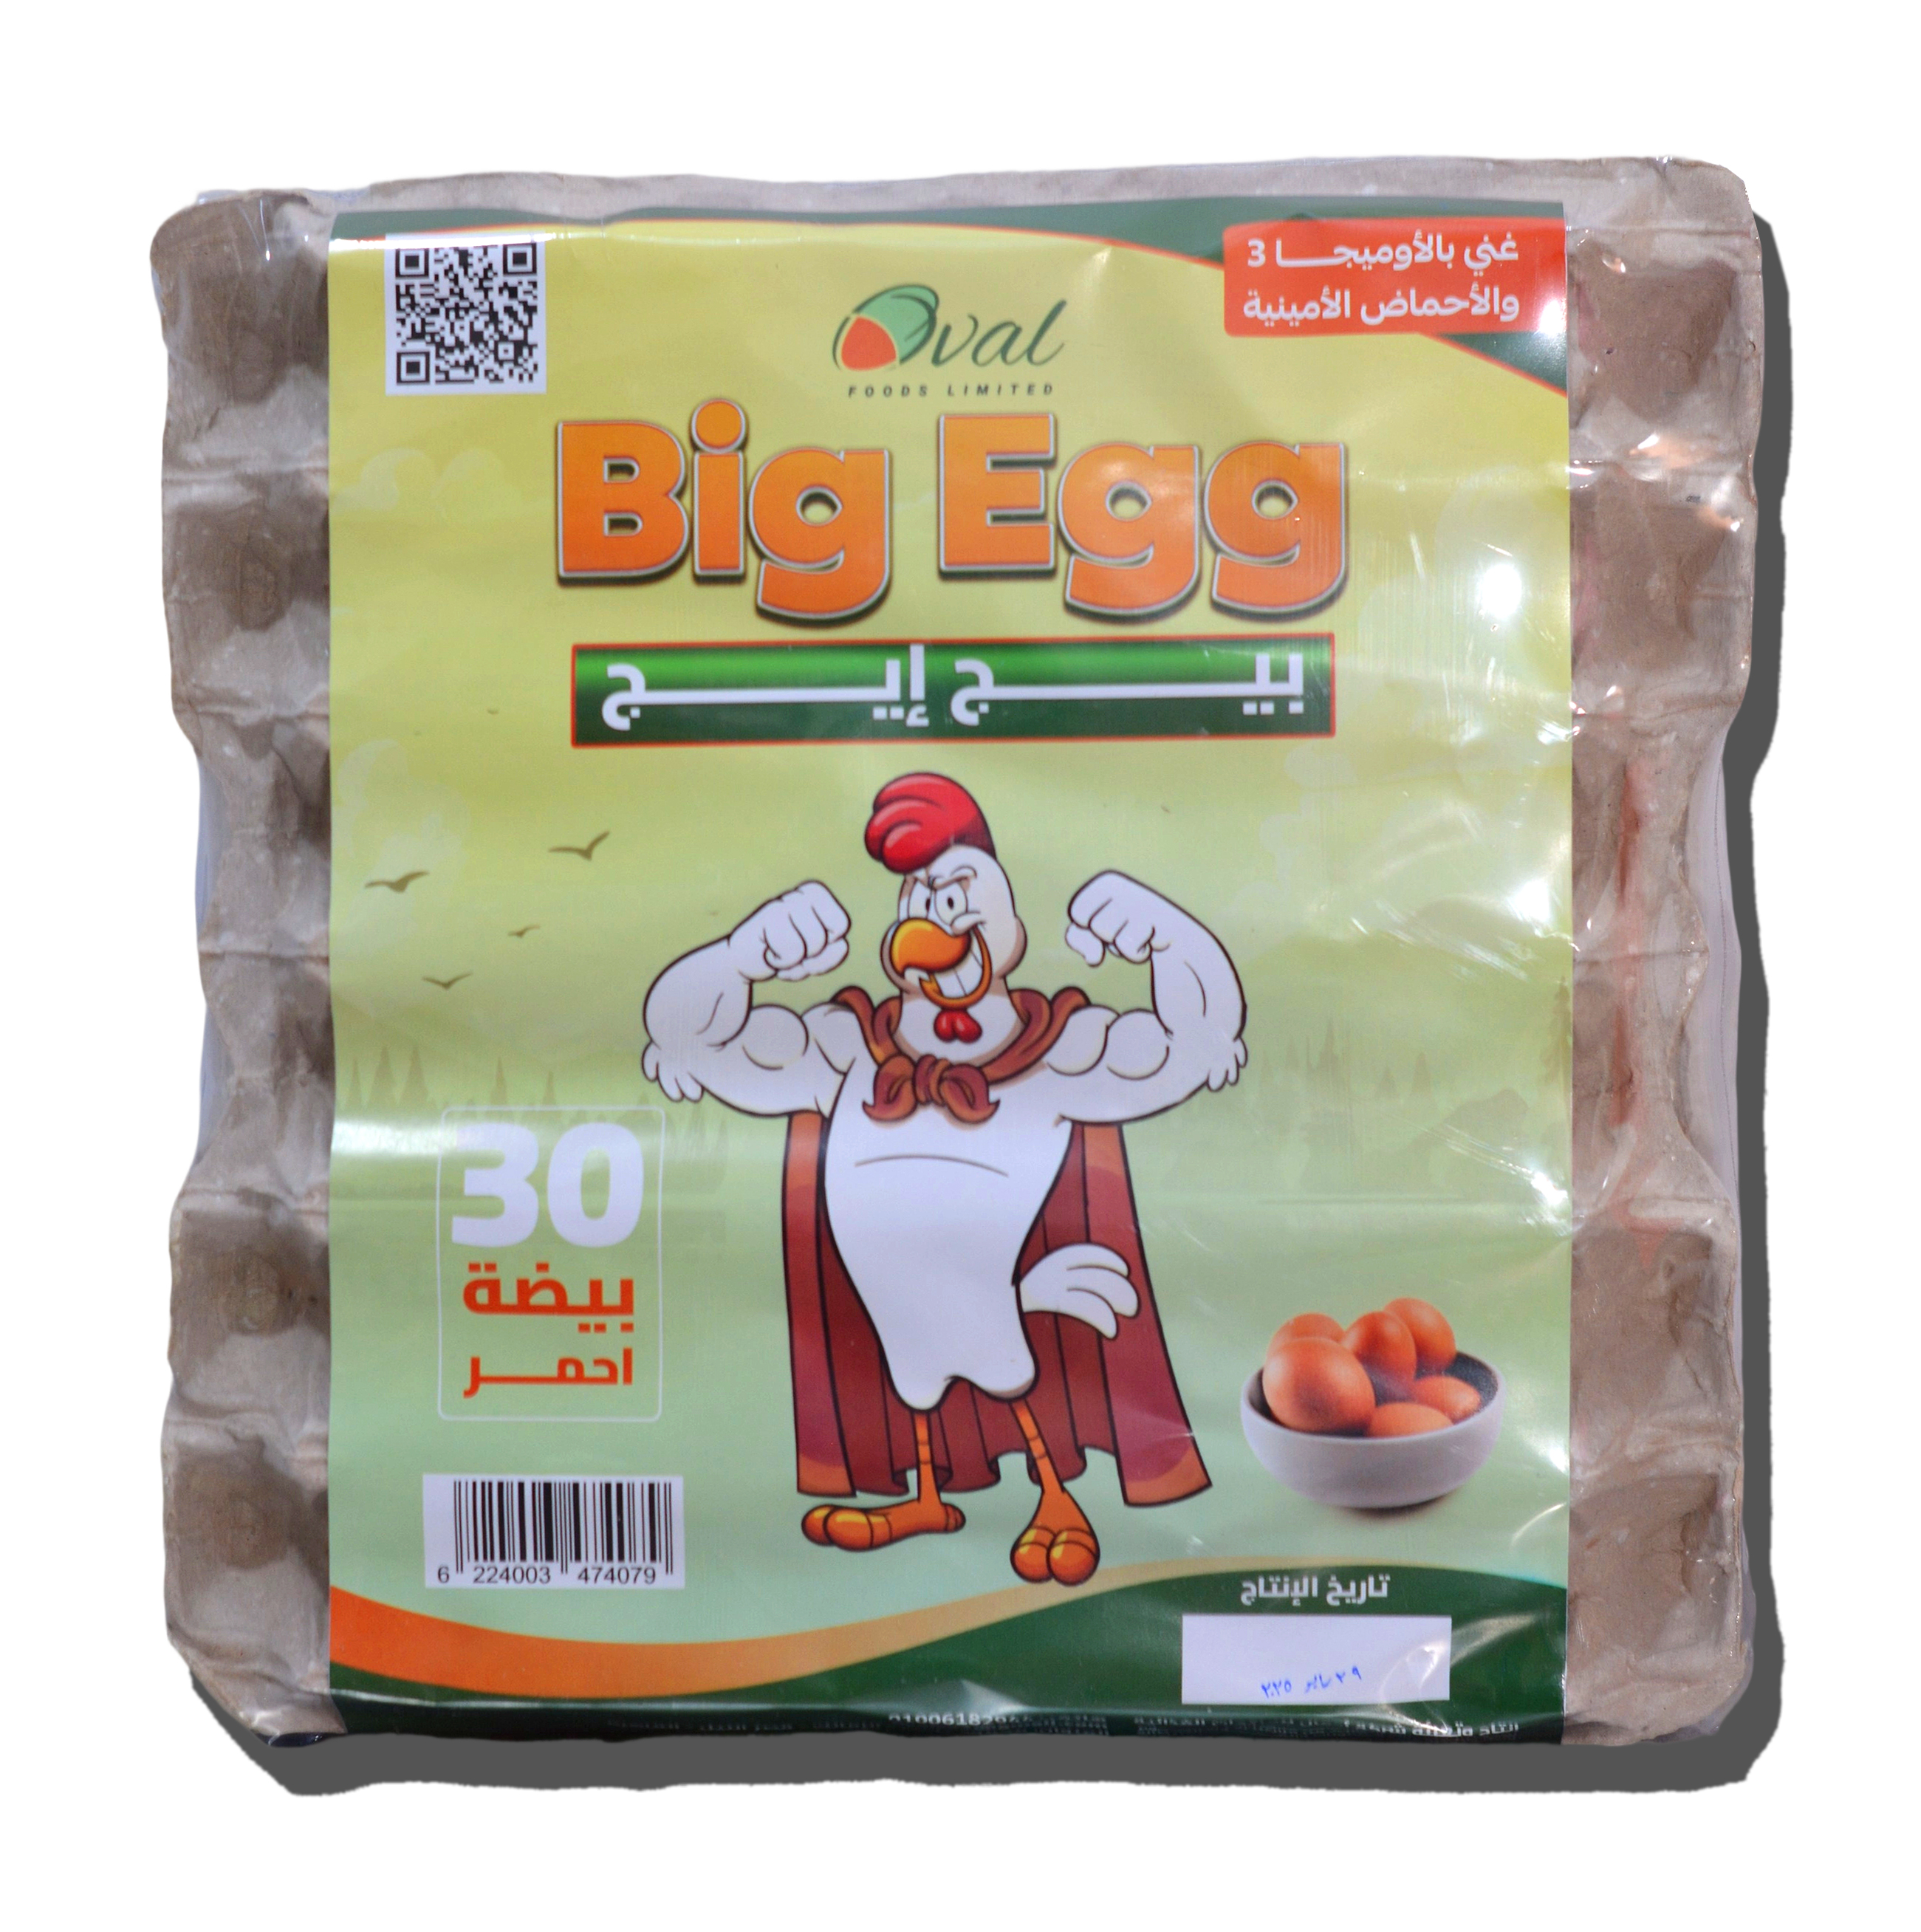 غني بالأوميجا 3
والأحماض الأمينية
Oval
FOODS LIMITED
Big Egg
بيج إيج
30
بيضة
احمر
6 224003 474079
تاريخ الإنتاج